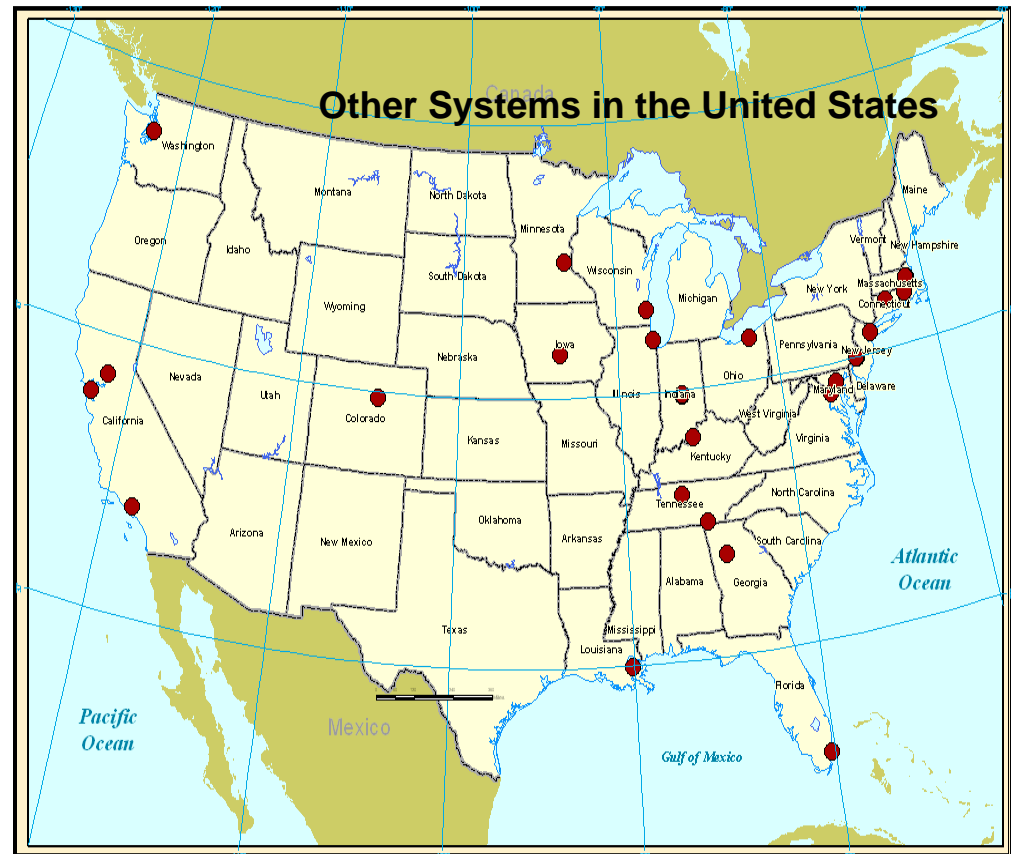 Canada
Other Systems in the United States
Washington
Maine
Montana
North Dakota
Minnesota
Oregon
Idaho
Vermont
New Hampshire
Wisconsin
South Dakota
Michigan
New York
Massachusetts
Connecticut
Wyoming
Iowa
Pennsylvania
New Jersey
Nebraska
Nevada
Ohio
Utah
Illinois
Indiana
Maryland
Delaware
Colorado
California
West Virginia
Kansas
Missouri
Virginia
Kentucky
North Carolina
Tennessee
Oklahoma
Arizona
New Mexico
Arkansas
South Carolina
Atlantic
Ocean
Alabama
Georgia
Texas
Mississippi
Louisiana
Florida
Pacific
Ocean
Mexico
Gulf of Mexico